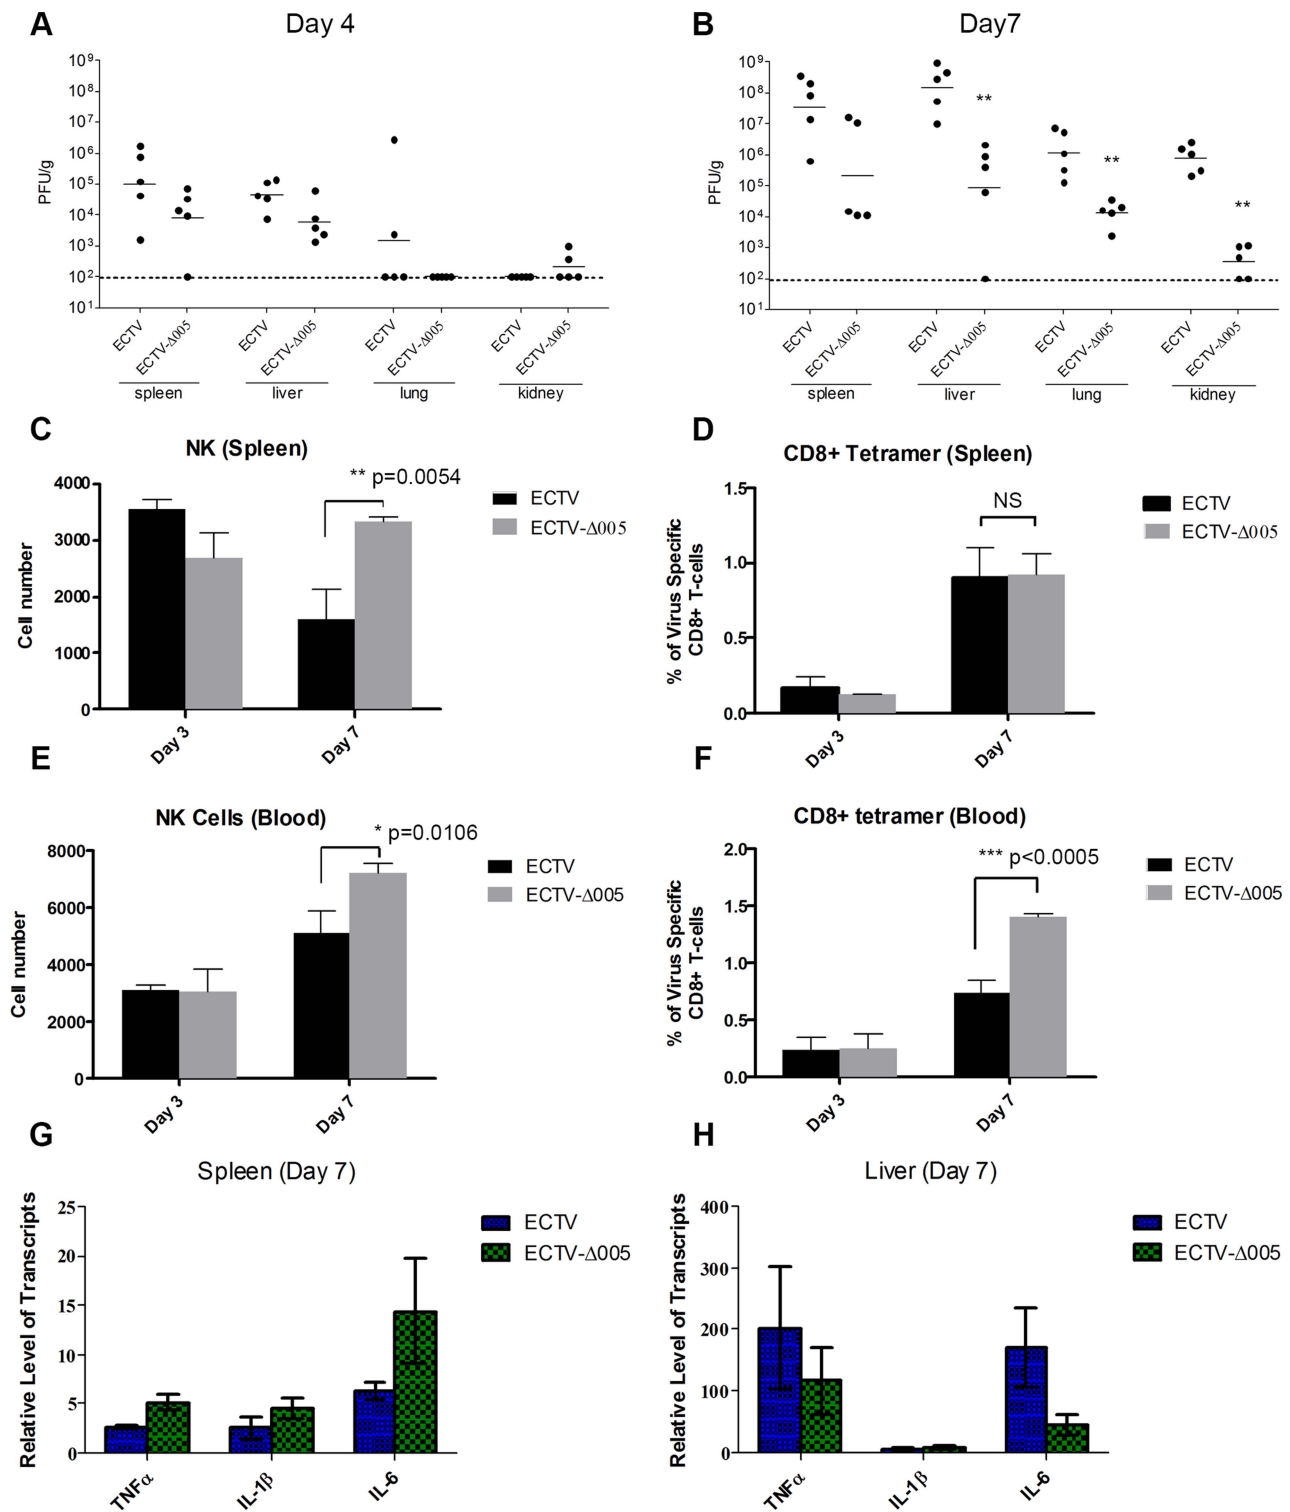 A
Day 4
PFU/g
10⁹
10⁸
10⁷
10⁶
10⁵
10⁴
10³
10²
10¹
ECTV
ECTV-Δ005
ECTV
ECTV-Δ005
ECTV
ECTV-Δ005
ECTV
ECTV-Δ005
spleen
liver
lung
kidney
B
Day7
PFU/g
10⁹
10⁸
10⁷
10⁶
10⁵
10⁴
10³
10²
10¹
**
**
**
ECTV
ECTV-Δ005
ECTV
ECTV-Δ005
ECTV
ECTV-Δ005
ECTV
ECTV-Δ005
spleen
liver
lung
kidney
C
NK (Spleen)
** p=0.0054
Cell number
4000
3000
2000
1000
0
Day 3
Day 7
ECTV
ECTV-Δ005
D
CD8+ Tetramer (Spleen)
NS
% of Virus Specific
CD8+ T-cells
1.5
1.0
0.5
0.0
Day 3
Day 7
ECTV
ECTV-Δ005
E
NK Cells (Blood)
* p=0.0106
Cell number
8000
6000
4000
2000
0
Day 3
Day 7
ECTV
ECTV-Δ005
F
CD8+ tetramer (Blood)
*** p<0.0005
% of Virus Specific
CD8+ T-cells
2.0
1.5
1.0
0.5
0.0
Day 3
Day 7
ECTV
ECTV-Δ005
G
Spleen (Day 7)
Relative Level of Transcripts
25
20
15
10
5
0
TNFα
IL-1β
IL-6
ECTV
ECTV-Δ005
H
Liver (Day 7)
Relative Level of Transcripts
400
300
200
100
0
TNFα
IL-1β
IL-6
ECTV
ECTV-Δ005